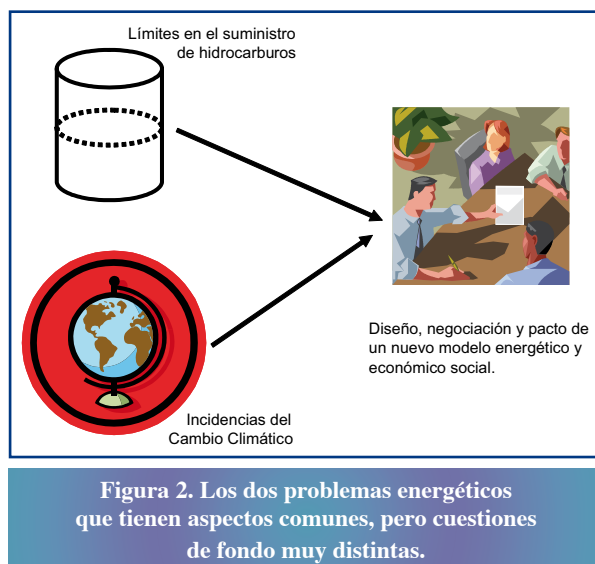 Límites en el suministro
de hidrocarburos
Diseño, negociación y pacto de
un nuevo modelo energético y
económico social.
Incidencias del
Cambio Climático
Figura 2. Los dos problemas energéticos
que tienen aspectos comunes, pero cuestiones
de fondo muy distintas.